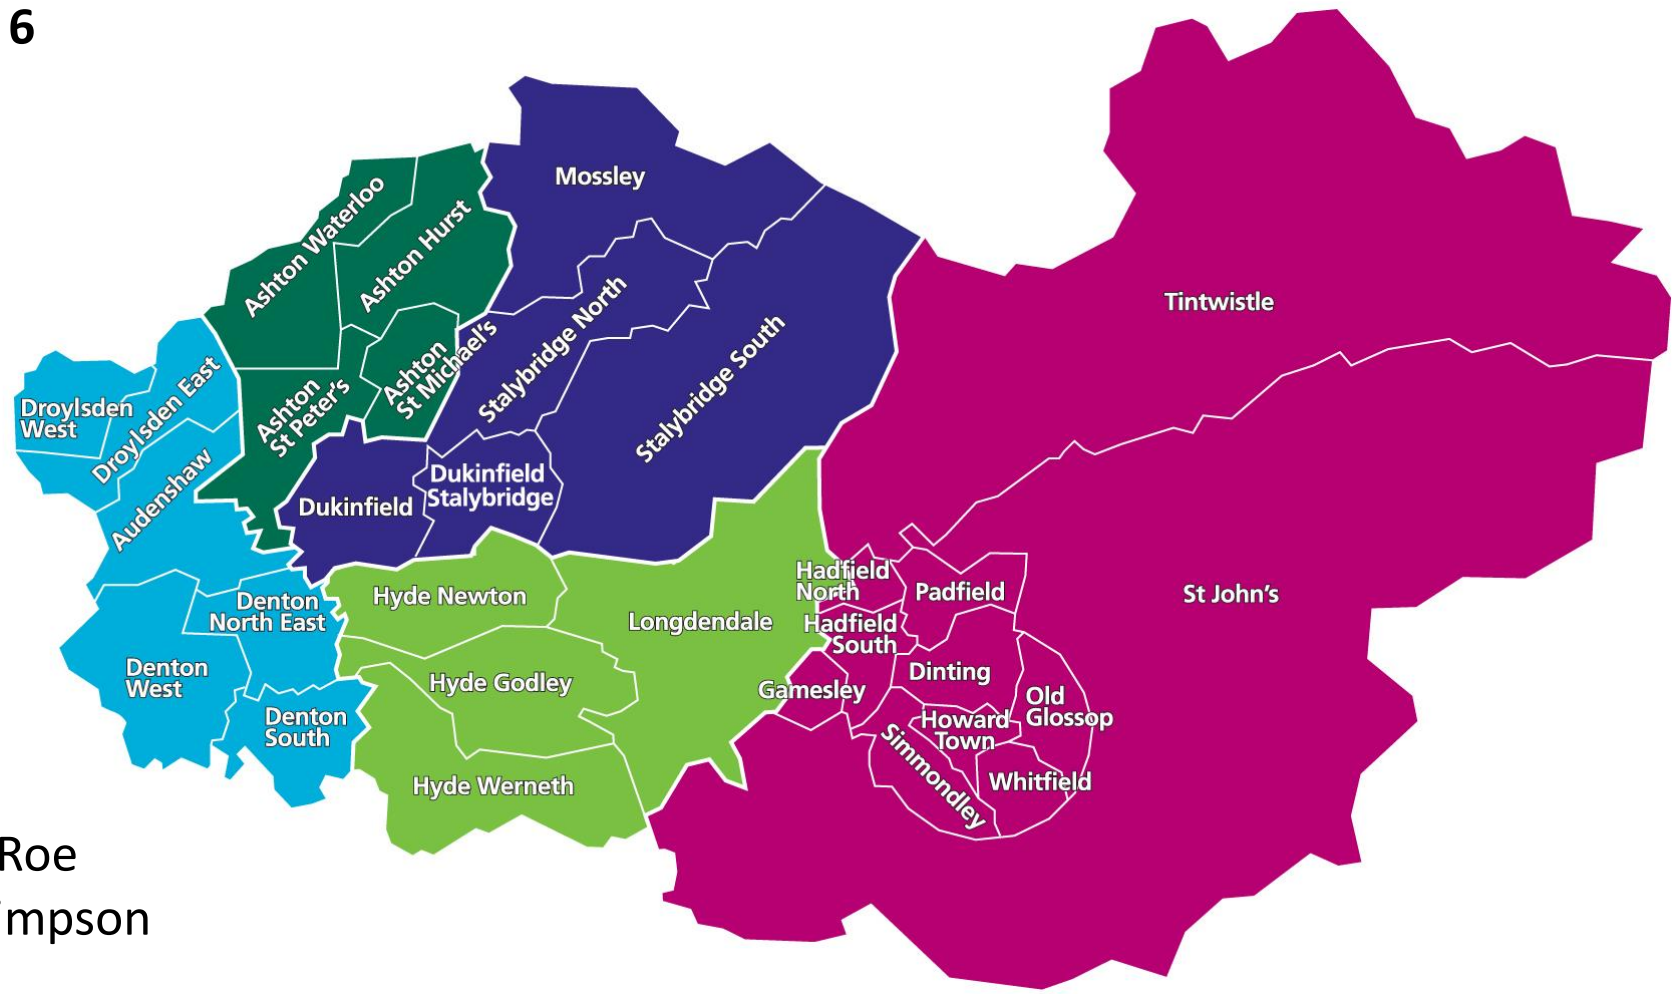 6
Mossley
Ashton Waterloo
Ashton Hurst
Tintwistle
Stalybridge North
Stalybridge South
Ashton
St Michael's
Ashton
St Peter's
Droylsden
West
Droylsden East
Audenshaw
Dukinfield
Dukinfield
Stalybridge
Hadfield
North
Padfield
St John's
Hyde Newton
Denton
North East
Longdendale
Hadfield
South
Denton
West
Dinting
Hyde Godley
Gamesley
Old
Glossop
Denton
South
Howard
Town
Simmondley
Whitfield
Hyde Werneth
Roe
impson